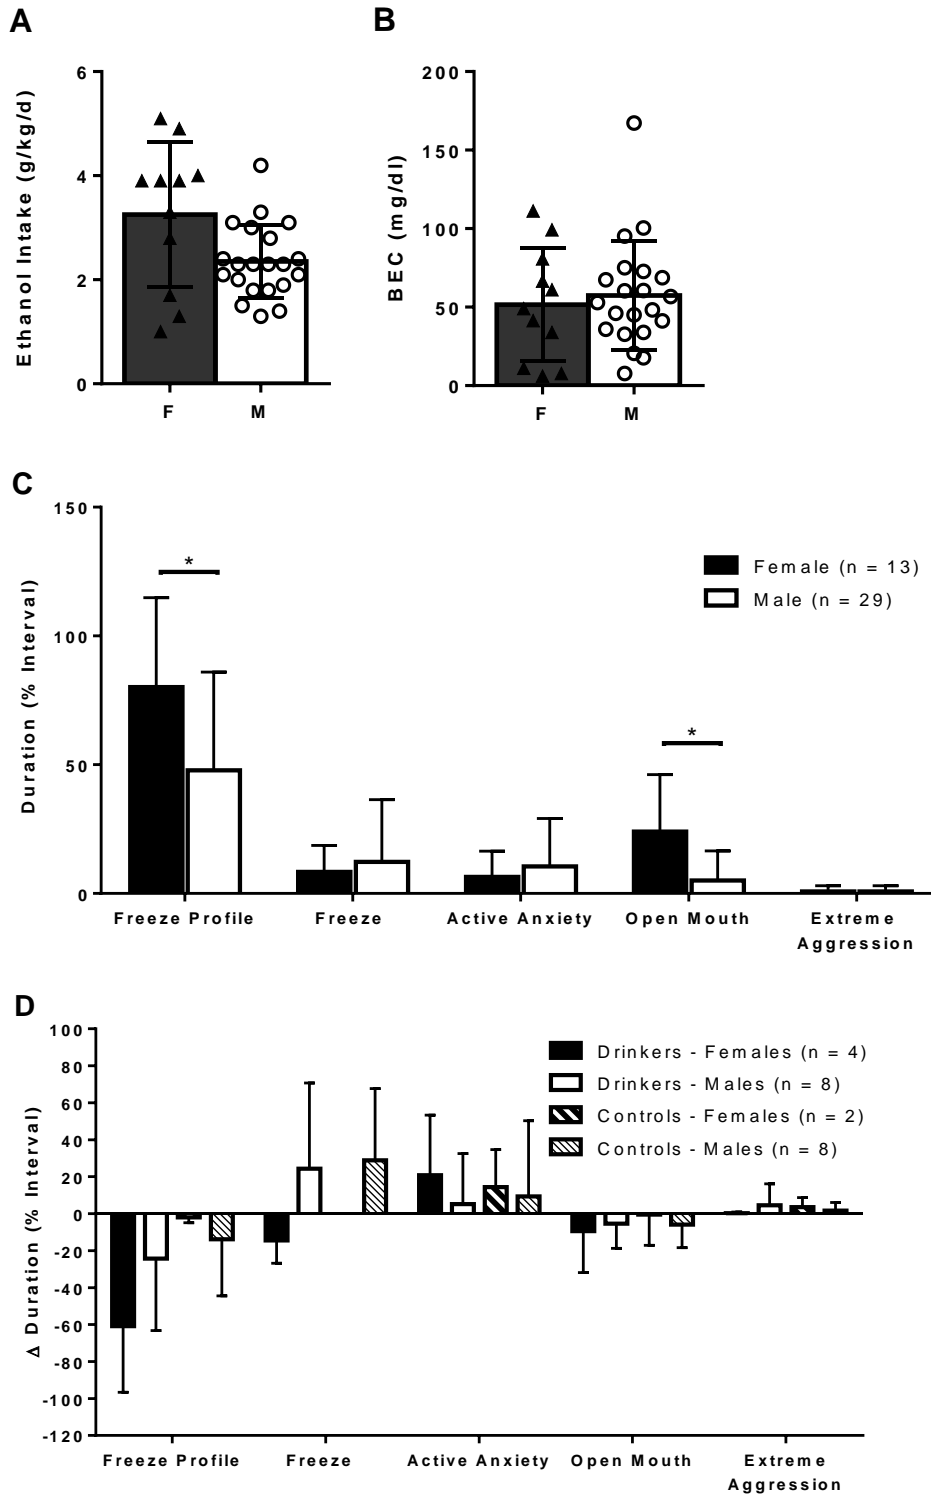 A
B
Ethanol Intake (g/kg/d)
6
4
2
0
F
M
BEC (mg/dl)
200
150
100
50
0
F
M
C
Duration (% Interval)
150
100
50
0
*
*
Female (n = 13)
Male (n = 29)
Freeze Profile
Freeze
Active Anxiety
Open Mouth
Extreme
Aggression
D
Δ Duration (% Interval)
100
80
60
40
20
0
-20
-40
-60
-80
-100
-120
Drinkers - Females (n = 4)
Drinkers - Males (n = 8)
Controls - Females (n = 2)
Controls - Males (n = 8)
Freeze Profile
Freeze
Active Anxiety
Open Mouth
Extreme
Aggression